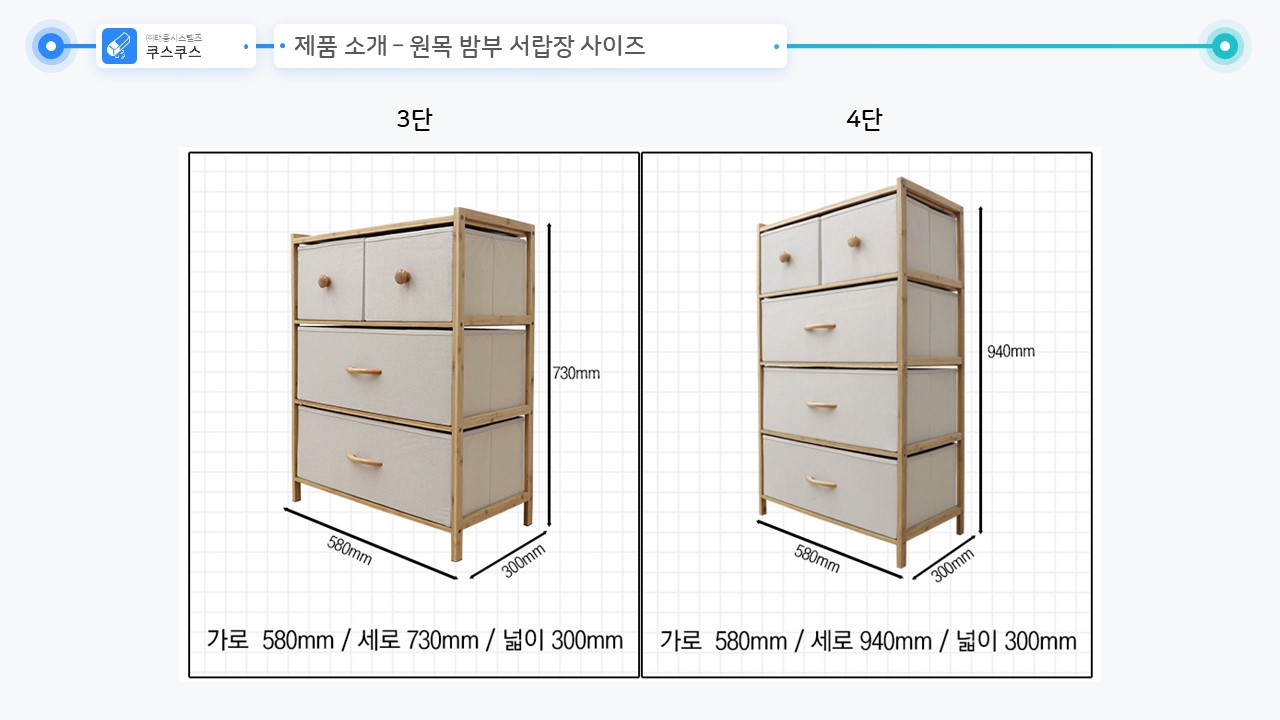 ㈜태웅시스템즈
쿠스쿠스
제품 소개 – 원목 밤부 서랍장 사이즈
3단
4단
730mm
580mm
300mm
가로 580mm / 세로 730mm / 넓이 300mm
940mm
580mm
300mm
가로 580mm / 세로 940mm / 넓이 300mm